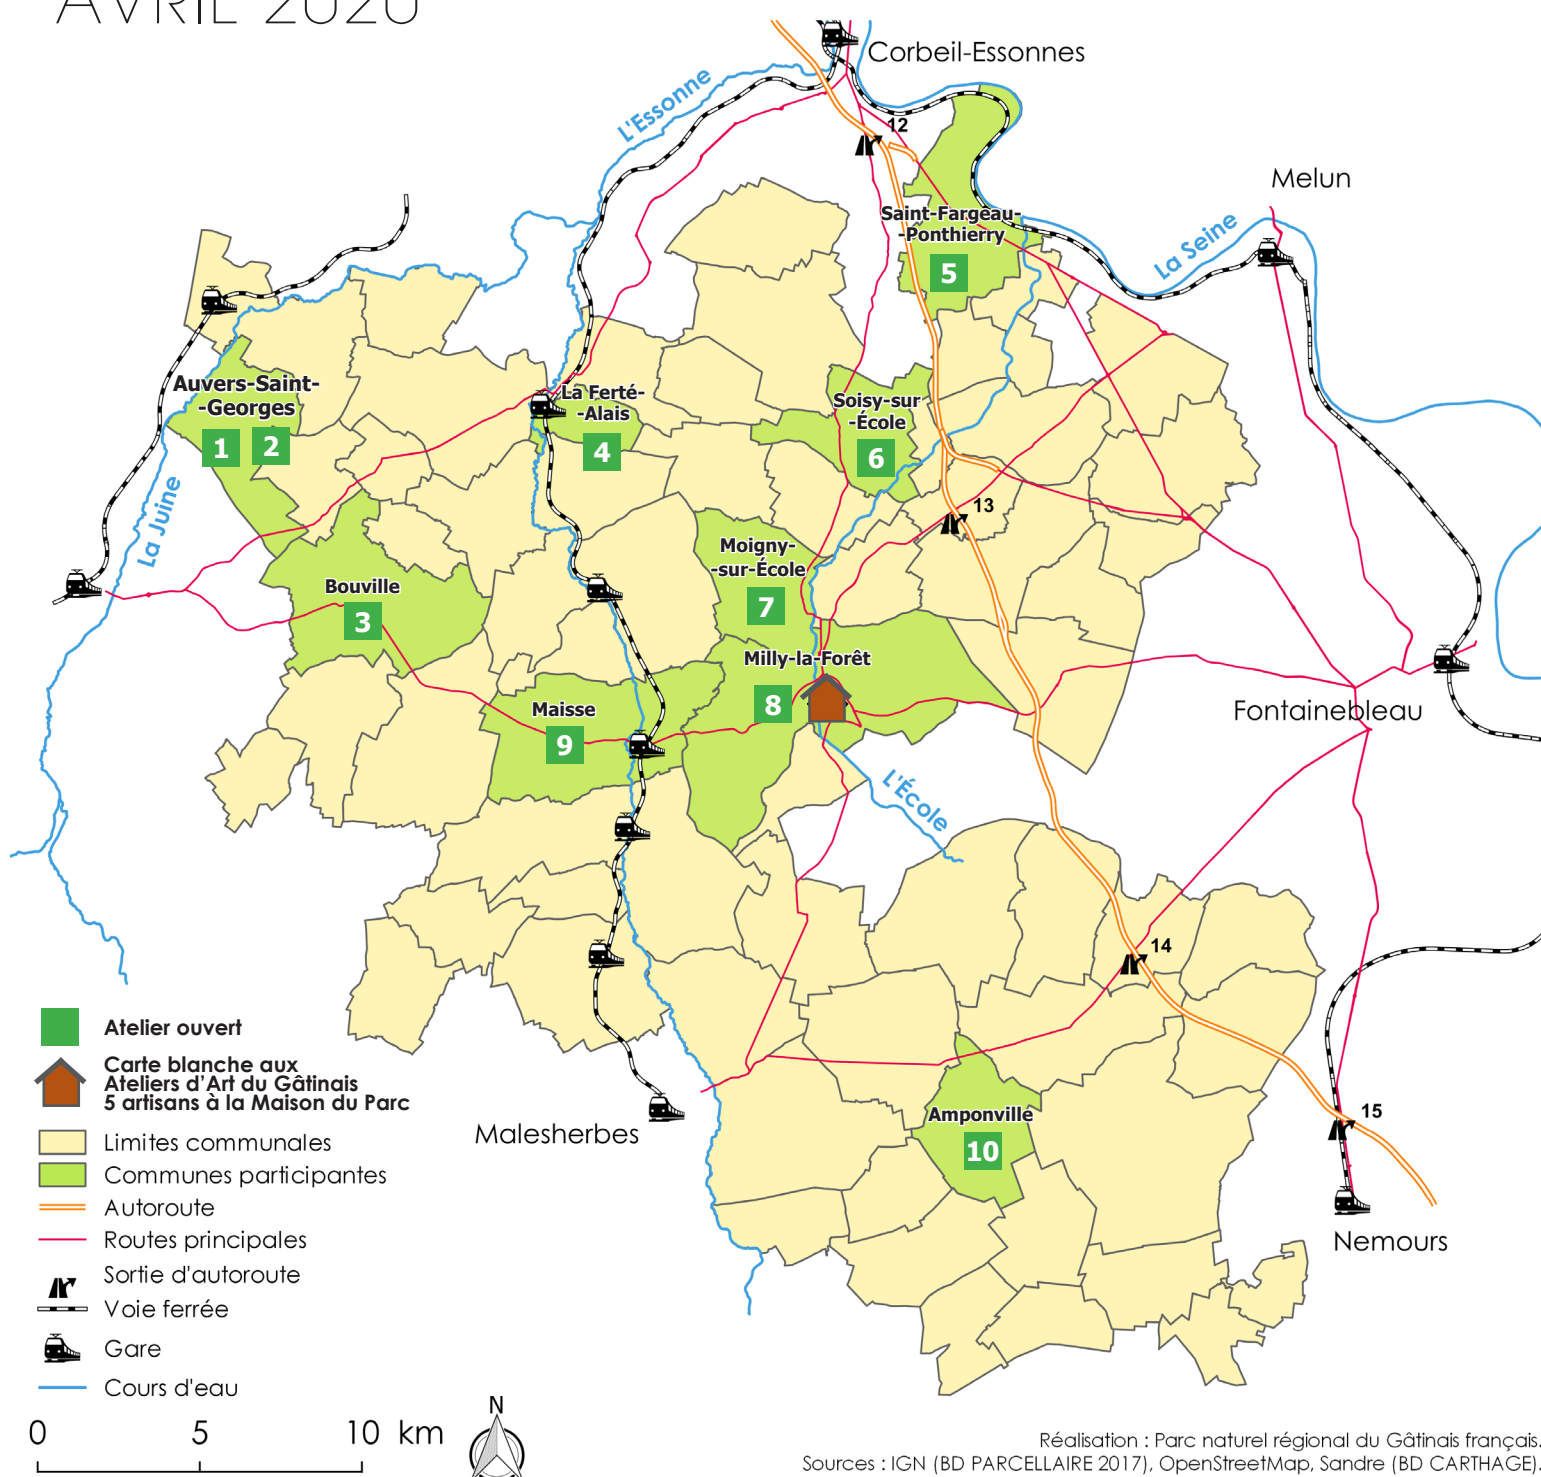 AVRIL 2020
Corbeil-Essonnes
L'Essonne
12
Melun
Saint-Fargeau-
-Ponthierry
La Seine
5
Auvers-Saint-
-Georges
1
2
La Ferté-
-Alais
4
Soisy-sur
-École
6
La Juine
13
Moigny-
-sur-École
7
Bouville
3
Milly-la-Forêt
8
Maisse
9
Fontainebleau
L'École
14
Atelier ouvert
Carte blanche aux
Ateliers d'Art du Gâtinais
5 artisans à la Maison du Parc
Limites communales
Communes participantes
Autoroute
Routes principales
Sortie d'autoroute
Voie ferrée
Gare
Cours d'eau
Malesherbes
Amponville
10
15
Nemours
0 5 10 km
N
Réalisation : Parc naturel régional du Gâtinais français.
Sources : IGN (BD PARCELLAIRE 2017), OpenStreetMap, Sandre (BD CARTHAGE).